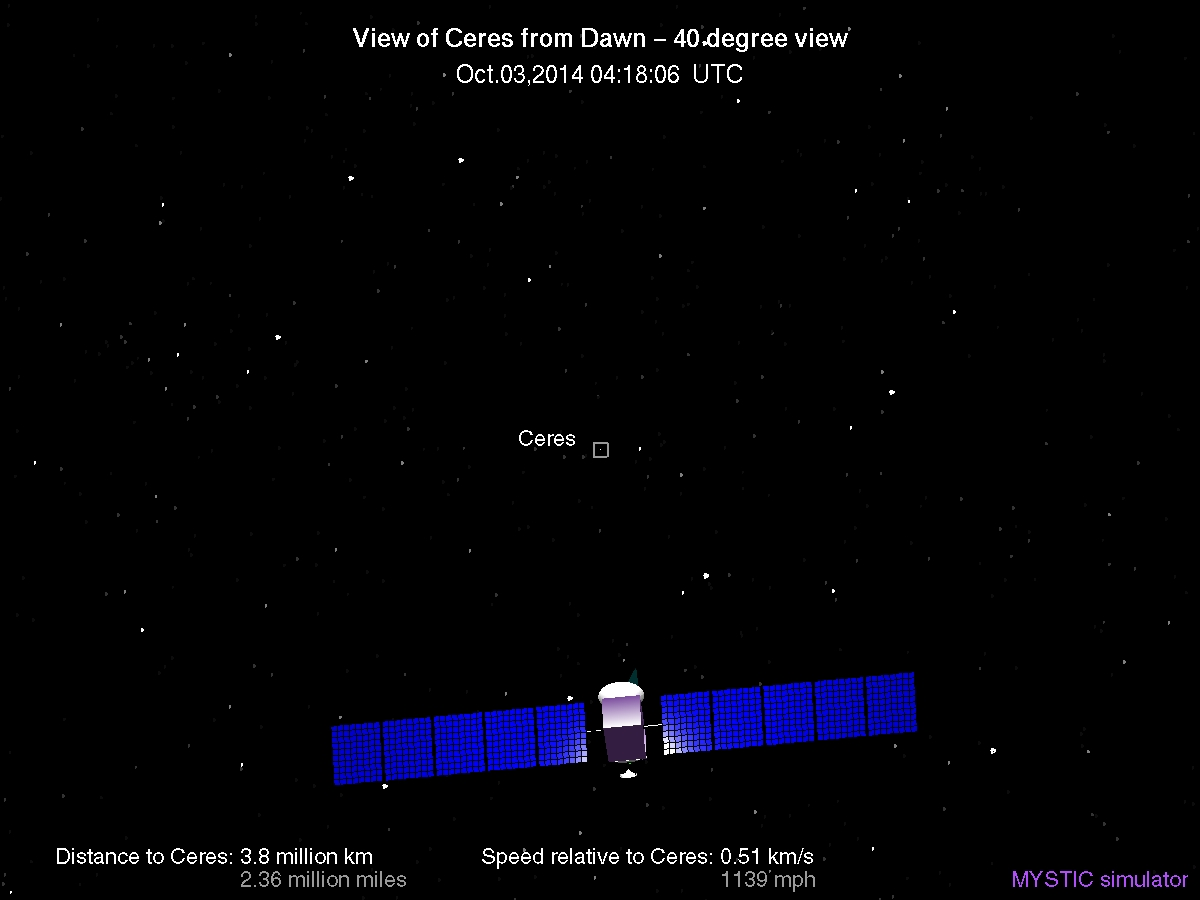 View of Ceres from Dawn – 40 degree view
Oct.03,2014 04:18:06 UTC
Ceres
Distance to Ceres: 3.8 million km
2.36 million miles
Speed relative to Ceres: 0.51 km/s
1139 mph
MYSTIC simulator